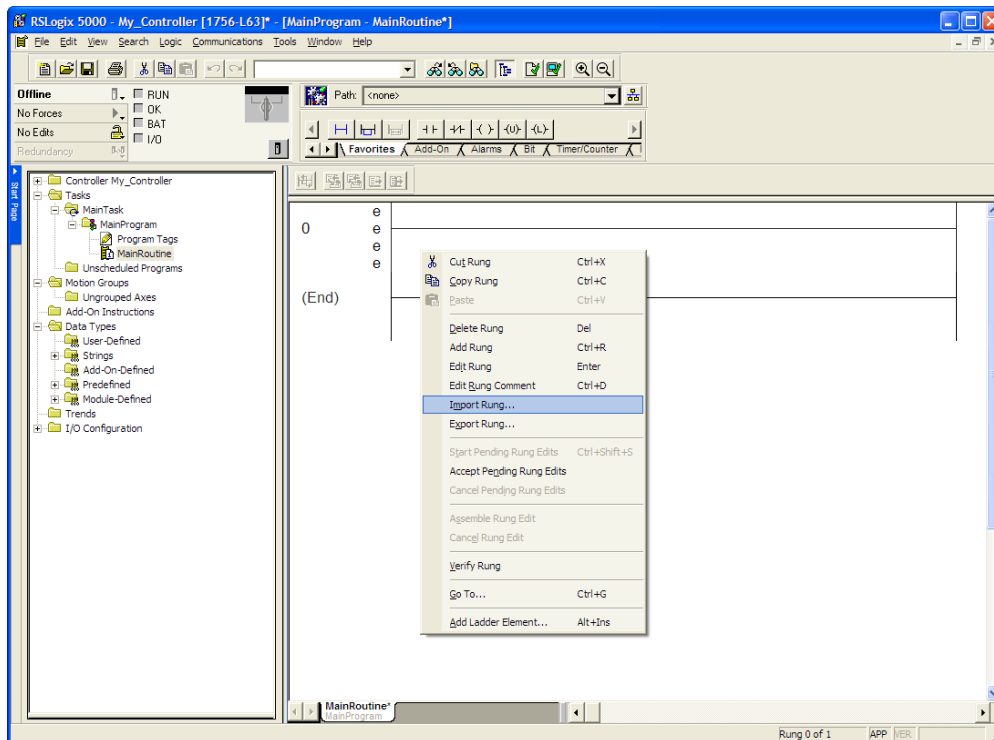 RSLogix 5000 - My_Controller [1756-L63]* - [MainProgram - MainRoutine*]
File Edit View Search Logic Communications Tools Window Help
Offline
RUN
No Forces
OK
No Edits
BAT
Redundancy
I/O
Path: <none>
Favorites Add-On Alarms Bit Timer/Counter
Start Page
Controller My_Controller
Tasks
MainTask
MainProgram
Program Tags
MainRoutine
Unscheduled Programs
Motion Groups
Ungrouped Axes
Add-On Instructions
Data Types
User-Defined
Strings
Add-On-Defined
Predefined
Module-Defined
Trends
I/O Configuration
e
0 e
e
e
(End)
Cut Rung Ctrl+X
Copy Rung Ctrl+C
Paste Ctrl+V
Delete Rung Del
Add Rung Ctrl+R
Edit Rung Enter
Edit Rung Comment Ctrl+D
Import Rung...
Export Rung...
Start Pending Rung Edits Ctrl+Shift+S
Accept Pending Rung Edits
Cancel Pending Rung Edits
Assemble Rung Edit
Cancel Rung Edit
Verify Rung
Go To... Ctrl+G
Add Ladder Element... Alt+Ins
MainRoutine*
MainProgram
Rung 0 of 1 APP VER